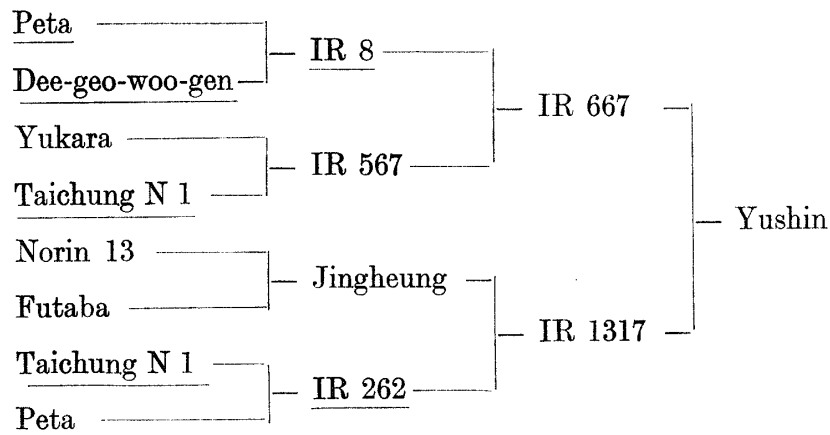 Peta
IR 8
Dee-geo-woo-gen
IR 667
Yukara
IR 567
Taichung N 1
Yushin
Norin 13
Jingheung
Futaba
IR 1317
Taichung N 1
IR 262
Peta